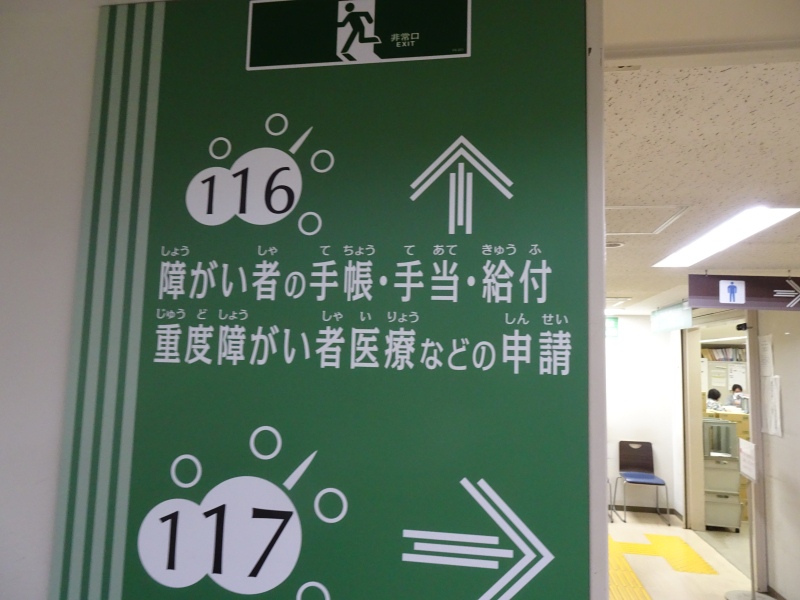 非常口
EXIT
116
しょう しゃ て ちょう て あて きゅう ふ
障がい者の手帳・手当・給付
じゅう ど しょう しゃ い りょう しん せい
重度障がい者医療などの申請
117